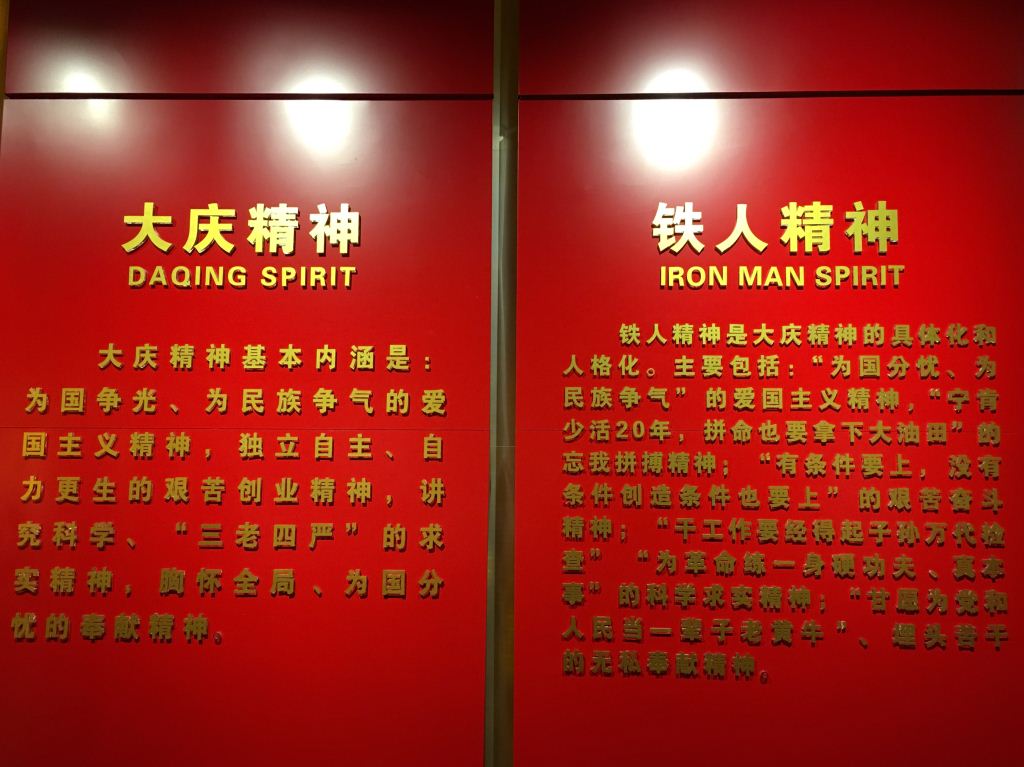 大庆精神
DAQING SPIRIT
大庆精神基本内涵是：
为国争光、为民族争气的爱
国主义精神，独立自主、自
力更生的艰苦创业精神，讲
究科学、“三老四严”的求
实精神，胸怀全局、为国分
忧的奉献精神。
铁人精神
IRON MAN SPIRIT
铁人精神是大庆精神的具体化和
人格化。主要包括：“为国分忧、为
民族争气”的爱国主义精神，“宁肯
少活20年，拼命也要拿下大油田”的
忘我拼搏精神；“有条件要上，没有
条件创造条件也要上”的艰苦奋斗
精神；“干工作要经得起子孙万代检
查”“为革命练一身硬功夫、真本
事”的科学求实精神；“甘愿为党和
人民当一辈子老黄牛”、埋头苦干
的无私奉献精神。